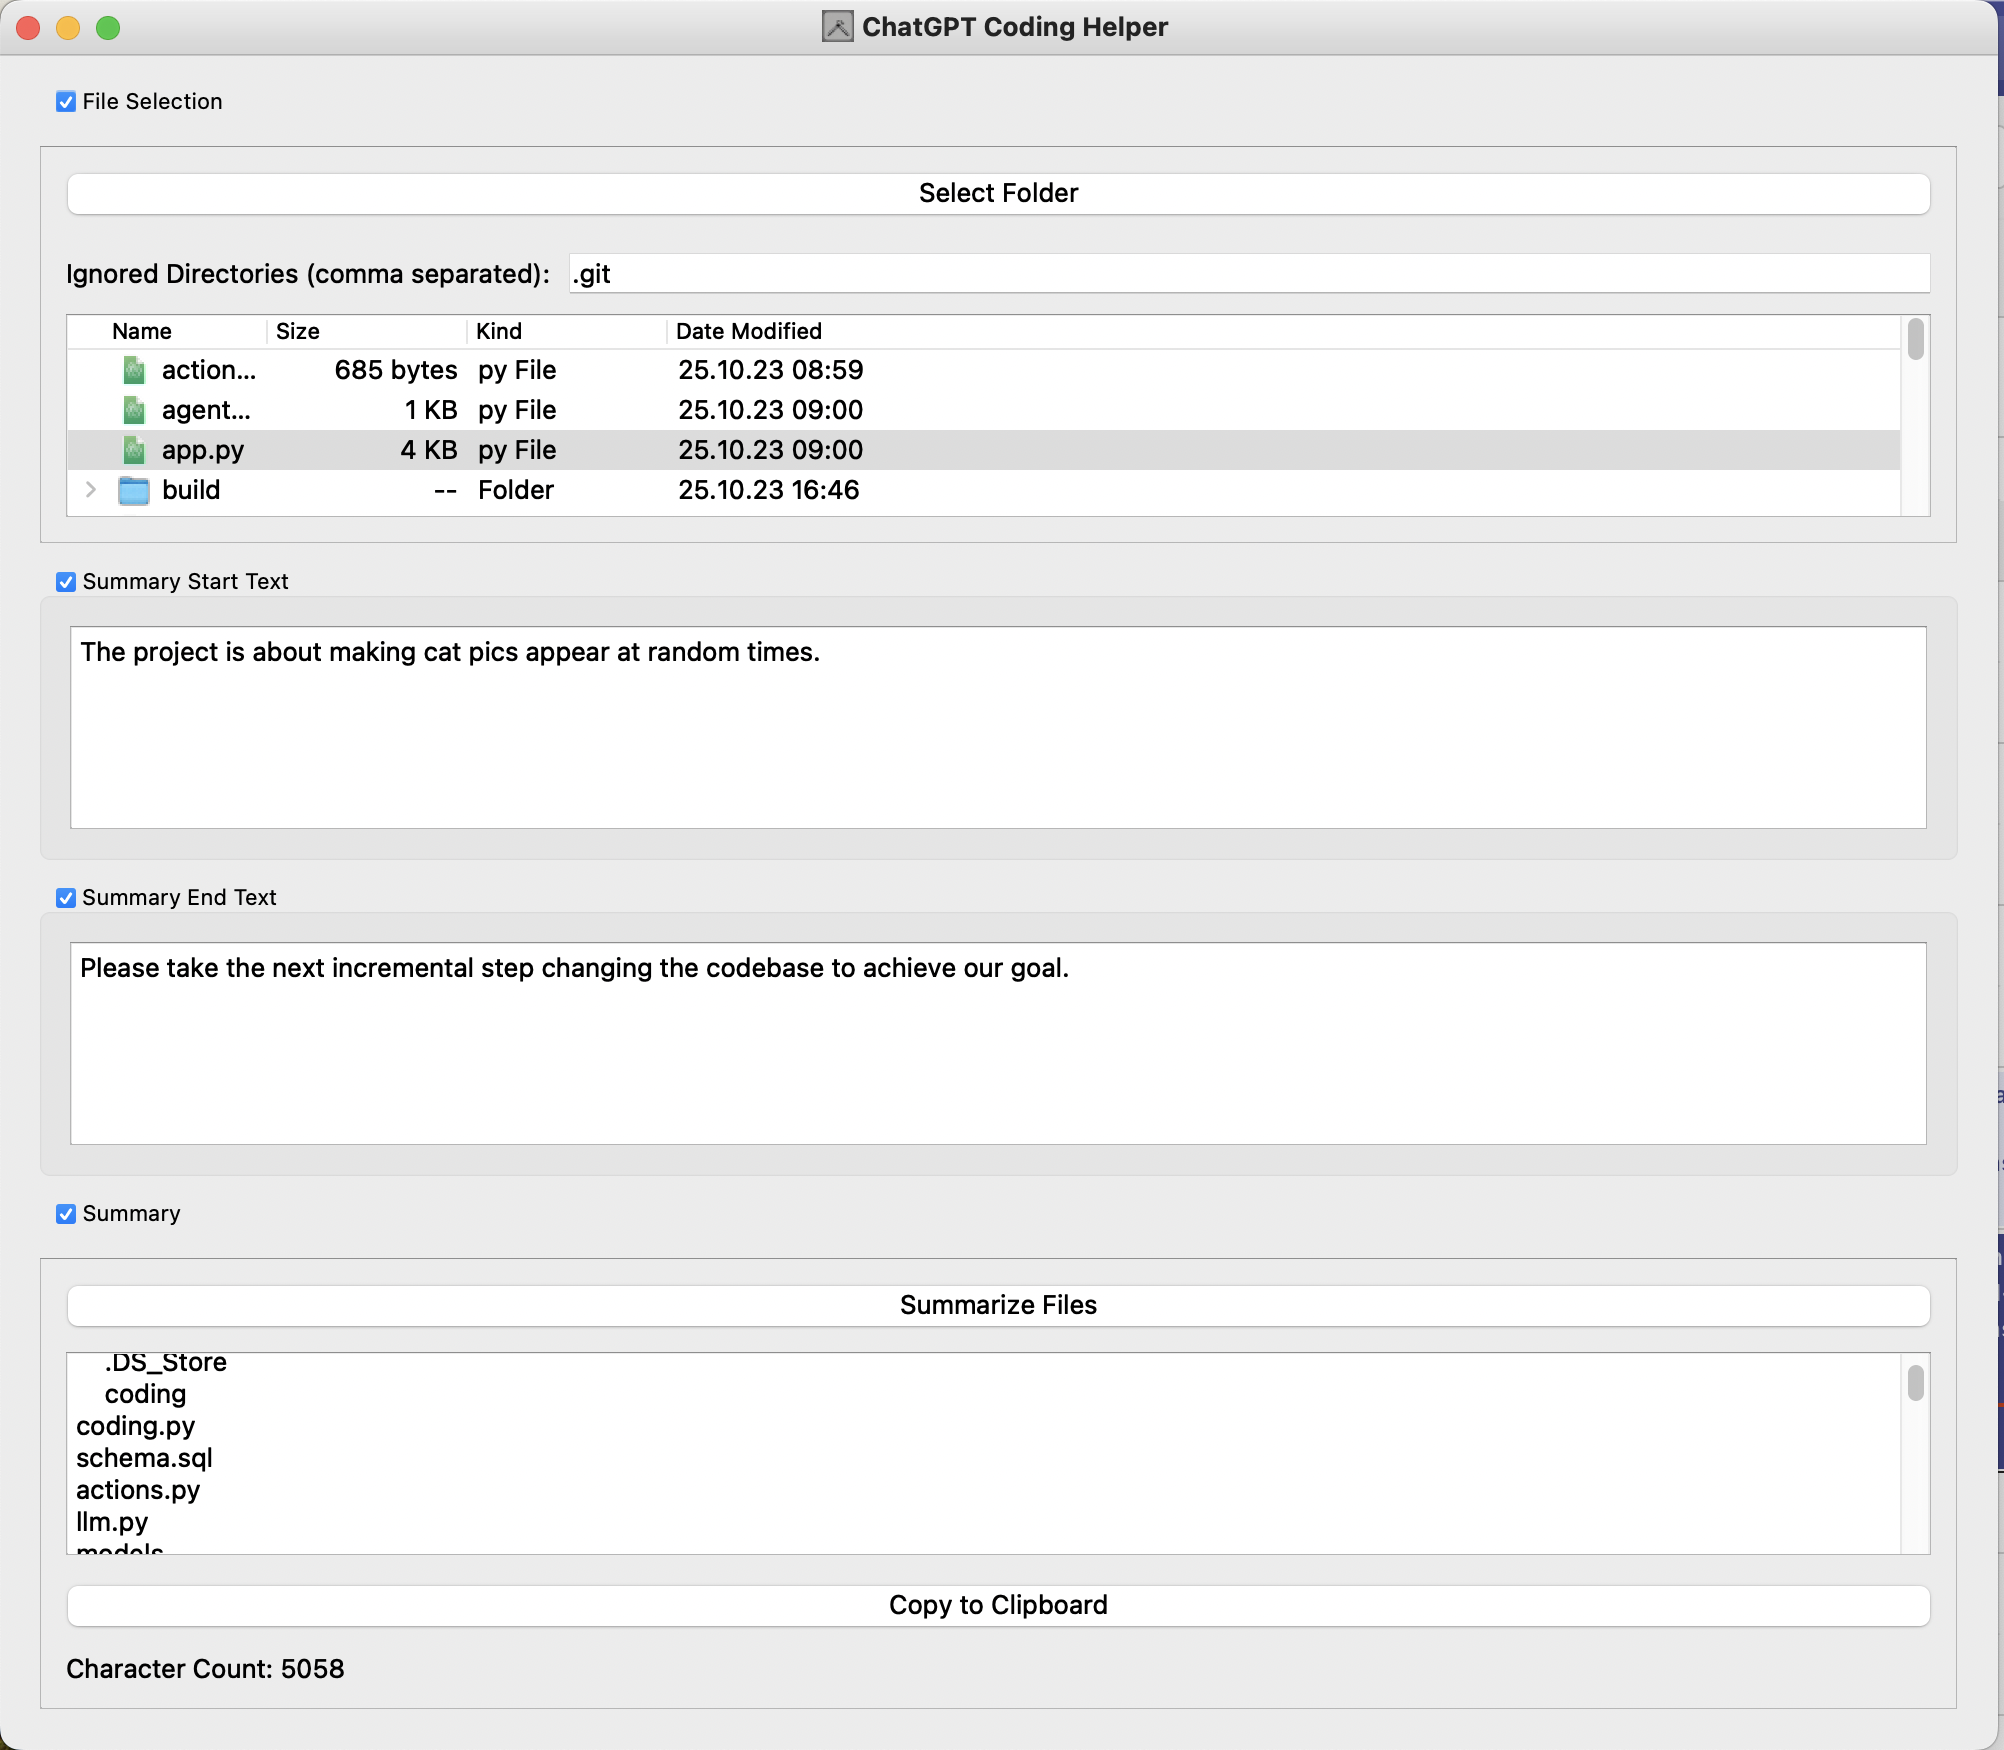 ChatGPT Coding Helper
File Selection
Select Folder
Ignored Directories (comma separated): .git
Name Size Kind Date Modified
action... 685 bytes py File 25.10.23 08:59
agent... 1 KB py File 25.10.23 09:00
app.py 4 KB py File 25.10.23 09:00
build -- Folder 25.10.23 16:46
Summary Start Text
The project is about making cat pics appear at random times.
Summary End Text
Please take the next incremental step changing the codebase to achieve our goal.
Summary
Summarize Files
.DS_Store
coding
coding.py
schema.sql
actions.py
llm.py
models
Copy to Clipboard
Character Count: 5058